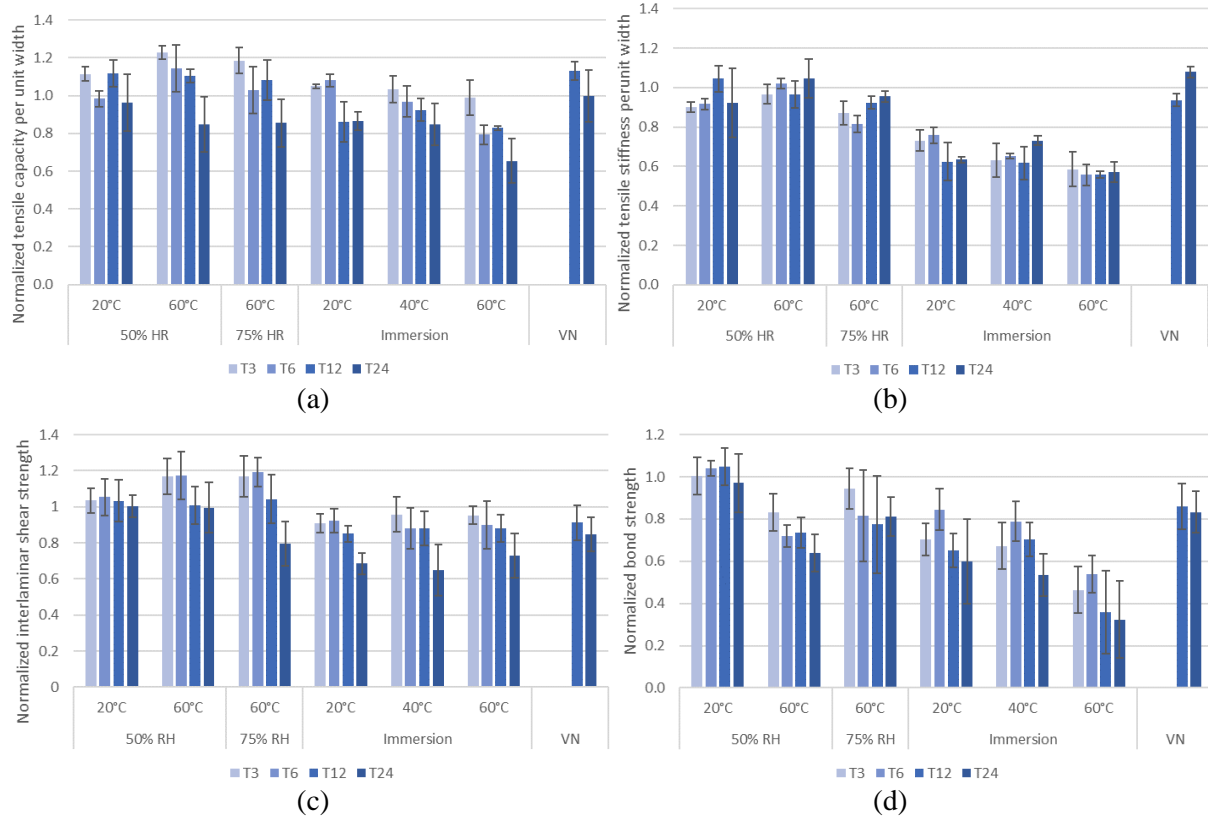 Normalized tensile capacity per unit width
1.4
1.2
1.0
0.8
0.6
0.4
0.2
0.0
20°C 60°C 60°C 20°C 40°C 60°C
50% HR 75% HR Immersion VN
T3 T6 T12 T24
(a)
Normalized tensile stiffness perunit width
1.4
1.2
1.0
0.8
0.6
0.4
0.2
0.0
20°C 60°C 60°C 20°C 40°C 60°C
50% HR 75% HR Immersion VN
T3 T6 T12 T24
(b)
Normalized interlaminar shear strength
1.4
1.2
1
0.8
0.6
0.4
0.2
0
20°C 60°C 60°C 20°C 40°C 60°C
50% RH 75% RH Immersion VN
T3 T6 T12 T24
(c)
Normalized bond strength
1.2
1.0
0.8
0.6
0.4
0.2
0.0
20°C 60°C 60°C 20°C 40°C 60°C
50% RH 75% RH Immersion VN
T3 T6 T12 T24
(d)